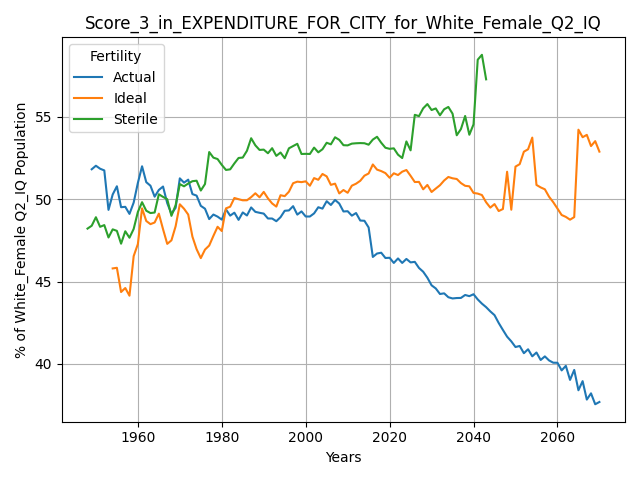 Score_3_in_EXPENDITURE_FOR_CITY_for_White_Female_Q2_IQ
Fertility
Actual
Ideal
Sterile
% of White_Female Q2_IQ Population
55
50
45
40
1960
1980
2000
2020
2040
2060
Years